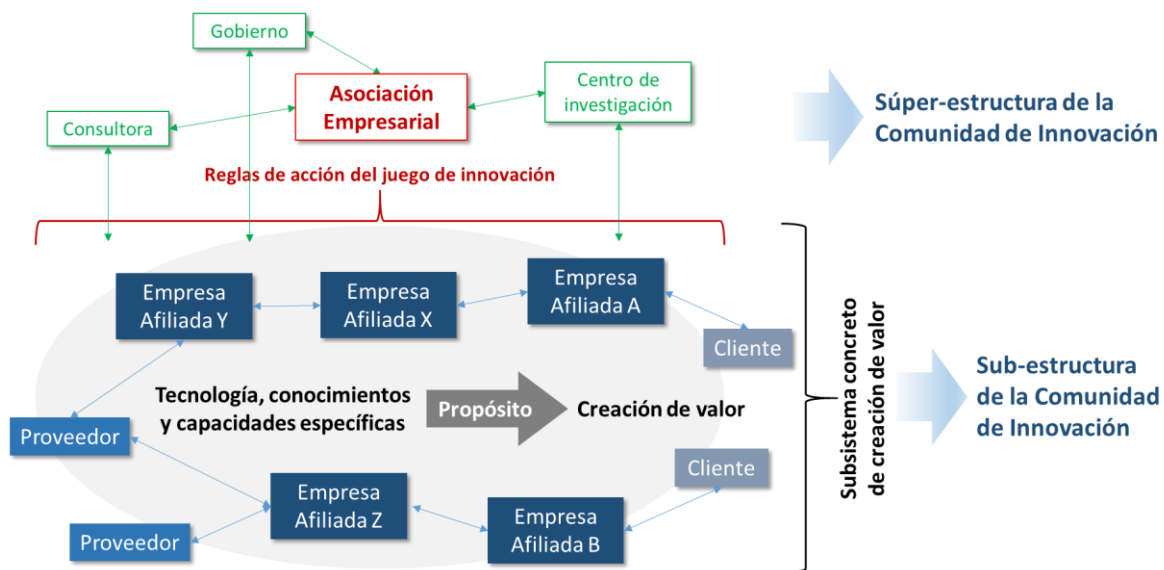 Gobierno
Asociación
Empresarial
Centro de
investigación
Consultora
Súper-estructura de la
Comunidad de Innovación
Reglas de acción del juego de innovación
Empresa
Afiliada Y
Empresa
Afiliada X
Empresa
Afiliada A
Cliente
Tecnología, conocimientos
y capacidades específicas
Propósito
Creación de valor
Proveedor
Cliente
Empresa
Afiliada Z
Empresa
Afiliada B
Proveedor
Subsistema concreto
de creación de valor
Sub-estructura
de la Comunidad
de Innovación